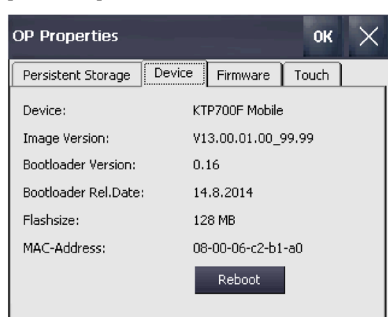 OP Properties OK
Persistent Storage Device Firmware Touch
Device: KTP700F Mobile
Image Version: V13.00.01.00_99.99
Bootloader Version: 0.16
Bootloader Rel.Date: 14.8.2014
Flashsize: 128 MB
MAC-Address: 08-00-06-c2-b1-a0
Reboot